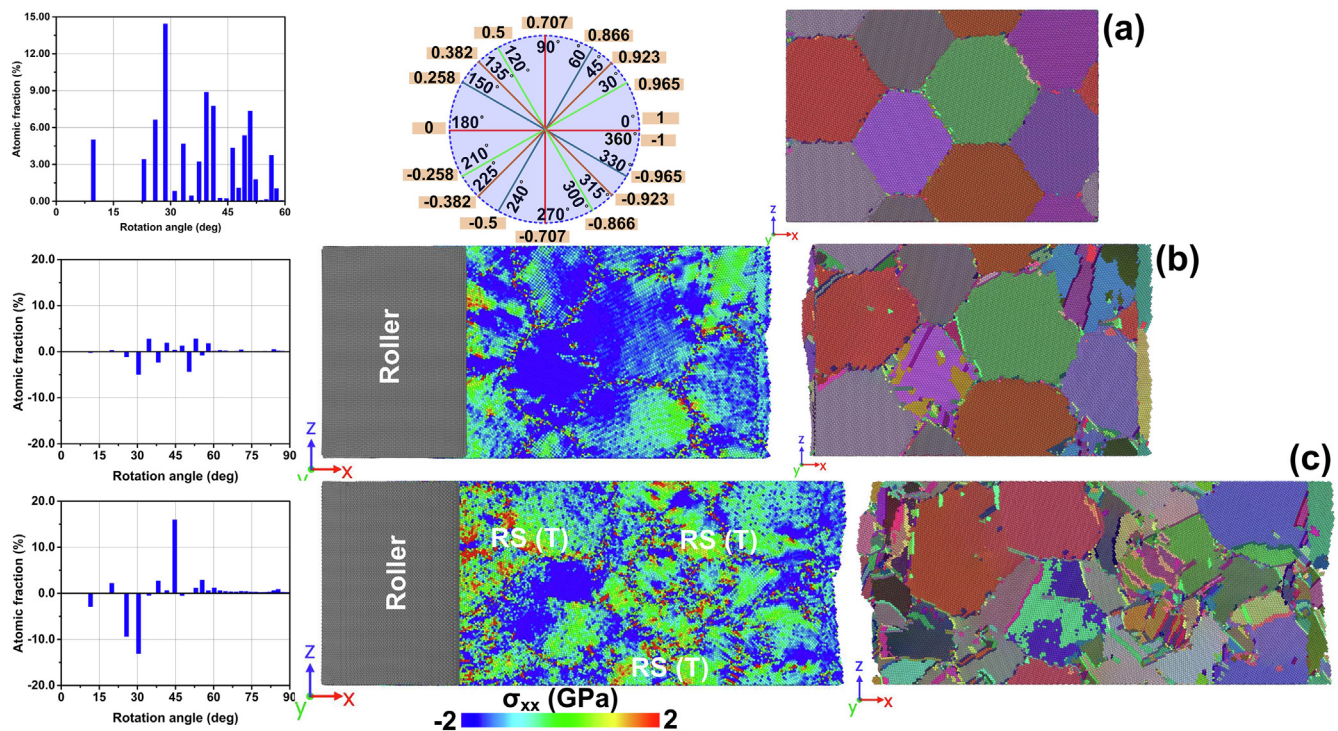 (a)
15.00
12.00
9.00
6.00
3.00
0.00
0
15
30
45
60
Atomic fraction (%)
Rotation angle (deg)
0.707
0.5
0.866
0.382
0.923
0.258
0.965
0
1
-1
-0.258
-0.965
-0.382
-0.923
-0.5
-0.866
-0.707
90°
120°
60°
135°
45°
150°
30°
180°
0°
360°
210°
330°
225°
315°
240°
300°
270°
z
y
x
(b)
20.0
10.0
0.0
-10.0
-20.0
0
15
30
45
60
75
90
Atomic fraction (%)
Rotation angle (deg)
Roller
z
y
x
z
y
x
(c)
20.0
10.0
0.0
-10.0
-20.0
0
15
30
45
60
75
90
Atomic fraction (%)
Rotation angle (deg)
Roller
RS (T)
RS (T)
RS (T)
z
y
x
z
y
x
σxx (GPa)
-2
2